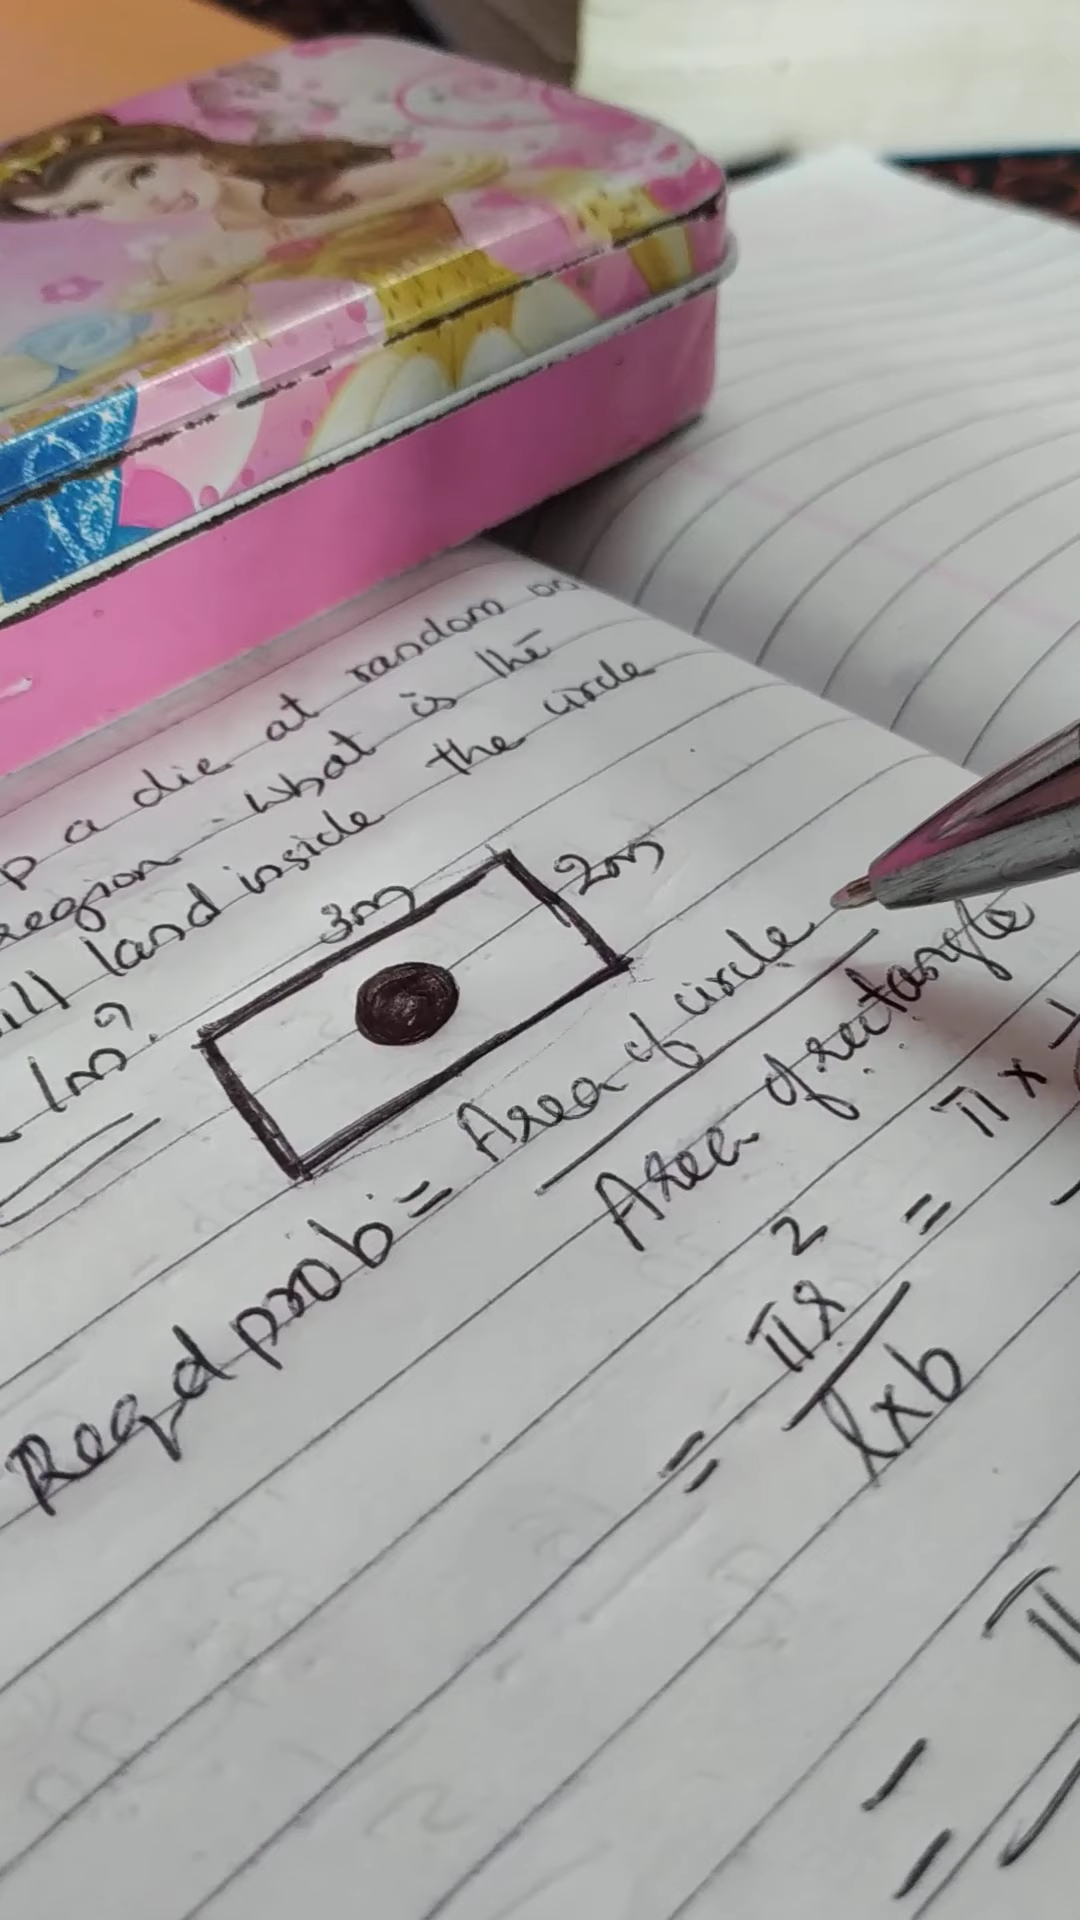 p a die at random on
region. What is the
ill land inside the circle
1m?
3m
2m
Reqd prob = Area of circle
Area of rectangle
= πr²
l×b
= π ×
= π